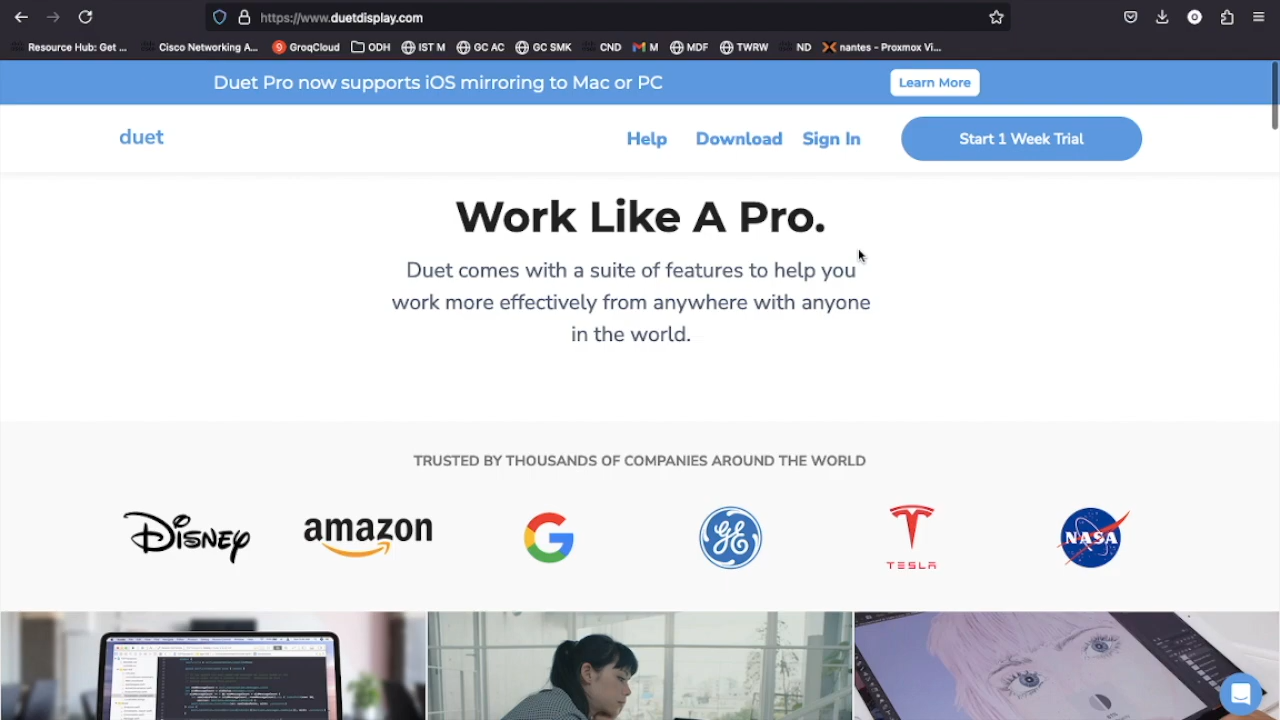 https://www.duetdisplay.com
Resource Hub: Get ...
Cisco Networking A...
GroqCloud
ODH
IST M
GC AC
GC SMK
CND
M
MDF
TWRW
ND
nantes - Proxmox Vi...
Duet Pro now supports iOS mirroring to Mac or PC
Learn More
duet
Help
Download
Sign In
Start 1 Week Trial
Work Like A Pro.
Duet comes with a suite of features to help you
work more effectively from anywhere with anyone
in the world.
TRUSTED BY THOUSANDS OF COMPANIES AROUND THE WORLD
Disney
amazon
G
GE
TESLA
NASA